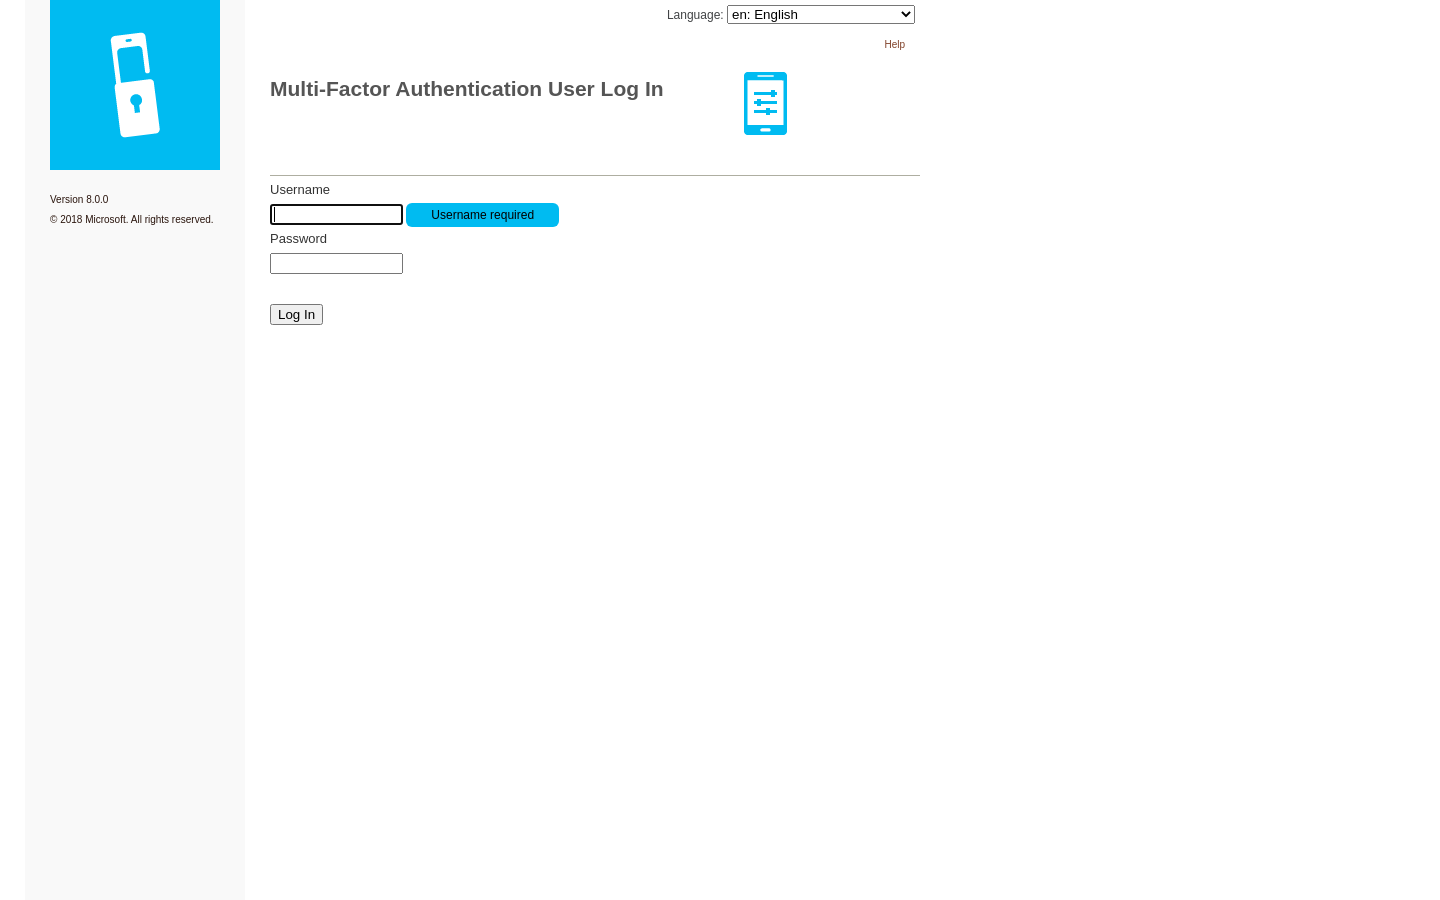 Language: en: English
Help
Multi-Factor Authentication User Log In
Version 8.0.0
© 2018 Microsoft. All rights reserved.
Username
Username required
Password
Log In